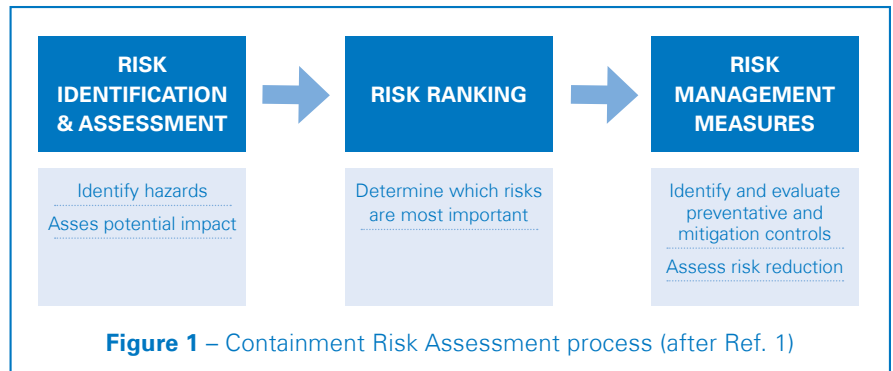 RISK
IDENTIFICATION
& ASSESSMENT
RISK RANKING
RISK
MANAGEMENT
MEASURES
Identify hazards
Asses potential impact
Determine which risks
are most important
Identify and evaluate
preventative and
mitigation controls
Assess risk reduction
Figure 1 – Containment Risk Assessment process (after Ref. 1)